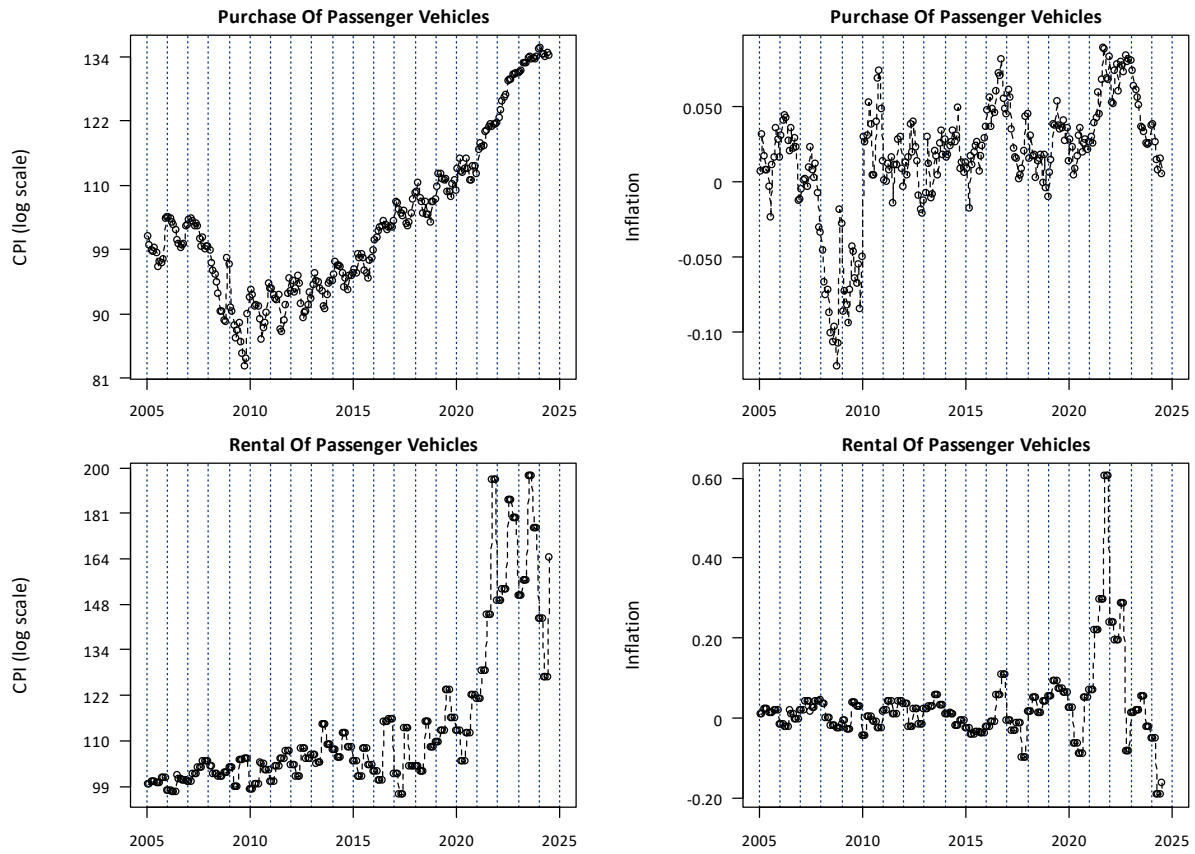 Purchase Of Passenger Vehicles
CPI (log scale)
134
122
110
99
90
81
2005 2010 2015 2020 2025
Purchase Of Passenger Vehicles
Inflation
0.050
0
-0.050
-0.10
2005 2010 2015 2020 2025
Rental Of Passenger Vehicles
CPI (log scale)
200
181
164
148
134
122
110
99
2005 2010 2015 2020 2025
Rental Of Passenger Vehicles
Inflation
0.60
0.40
0.20
0
-0.20
2005 2010 2015 2020 2025